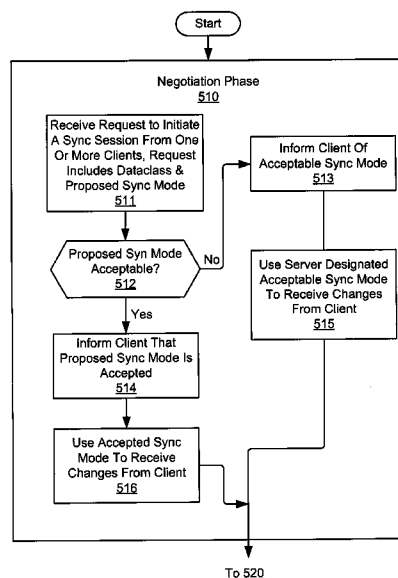 Start
Negotiation Phase
510
Receive Request to Initiate
A Sync Session From One
Or More Clients, Request
Includes Dataclass &
Proposed Sync Mode
511
Inform Client Of
Acceptable Sync Mode
513
No
Proposed Syn Mode
Acceptable?
512
Use Server Designated
Acceptable Sync Mode
To Receive Changes
From Client
515
Yes
Inform Client That
Proposed Sync Mode Is
Accepted
514
Use Accepted Sync
Mode To Receive
Changes From Client
516
To 520